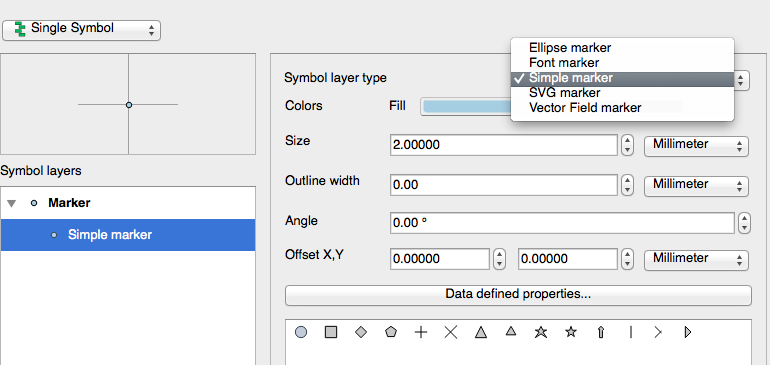 Single Symbol
Symbol layers
Marker
Simple marker
Symbol layer type
Ellipse marker
Font marker
Simple marker
SVG marker
Vector Field marker
Colors Fill
Size 2.00000 Millimeter
Outline width 0.00 Millimeter
Angle 0.00 °
Offset X,Y 0.00000 0.00000 Millimeter
Data defined properties...